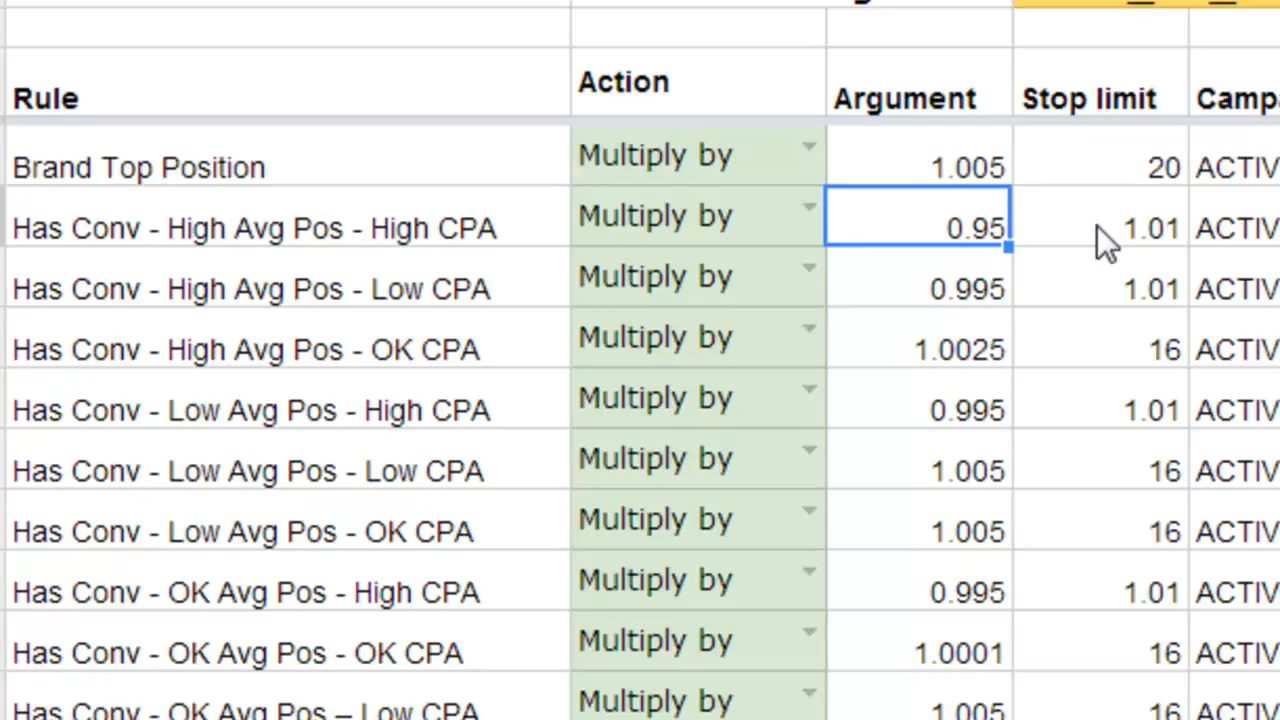 Rule Action Argument Stop limit Camp
Brand Top Position Multiply by 1.005 20 ACTIV
Has Conv - High Avg Pos - High CPA Multiply by 0.95 1.01 ACTIV
Has Conv - High Avg Pos - Low CPA Multiply by 0.995 1.01 ACTIV
Has Conv - High Avg Pos - OK CPA Multiply by 1.0025 16 ACTIV
Has Conv - Low Avg Pos - High CPA Multiply by 0.995 1.01 ACTIV
Has Conv - Low Avg Pos - Low CPA Multiply by 1.005 16 ACTIV
Has Conv - Low Avg Pos - OK CPA Multiply by 1.005 16 ACTIV
Has Conv - OK Avg Pos - High CPA Multiply by 0.995 1.01 ACTIV
Has Conv - OK Avg Pos - OK CPA Multiply by 1.0001 16 ACTIV
Has Conv - OK Avg Pos – Low CPA Multiply by 1.005 16 ACTIV